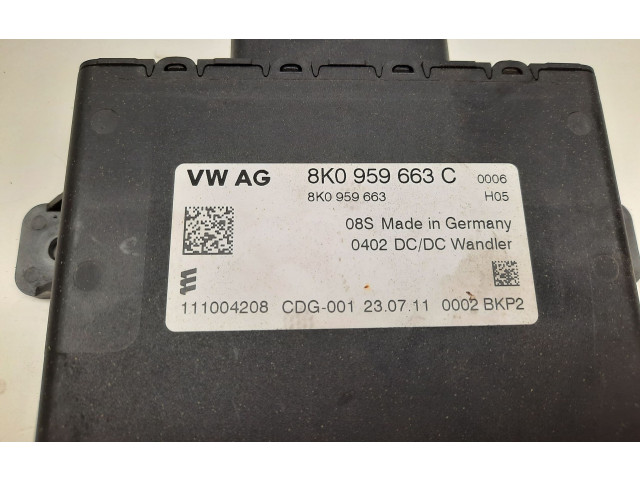 VW AG 8K0 959 663 C 0006
8K0 959 663 H05
08S Made in Germany
0402 DC/DC Wandler
111004208 CDG-001 23.07.11 0002 BKP2